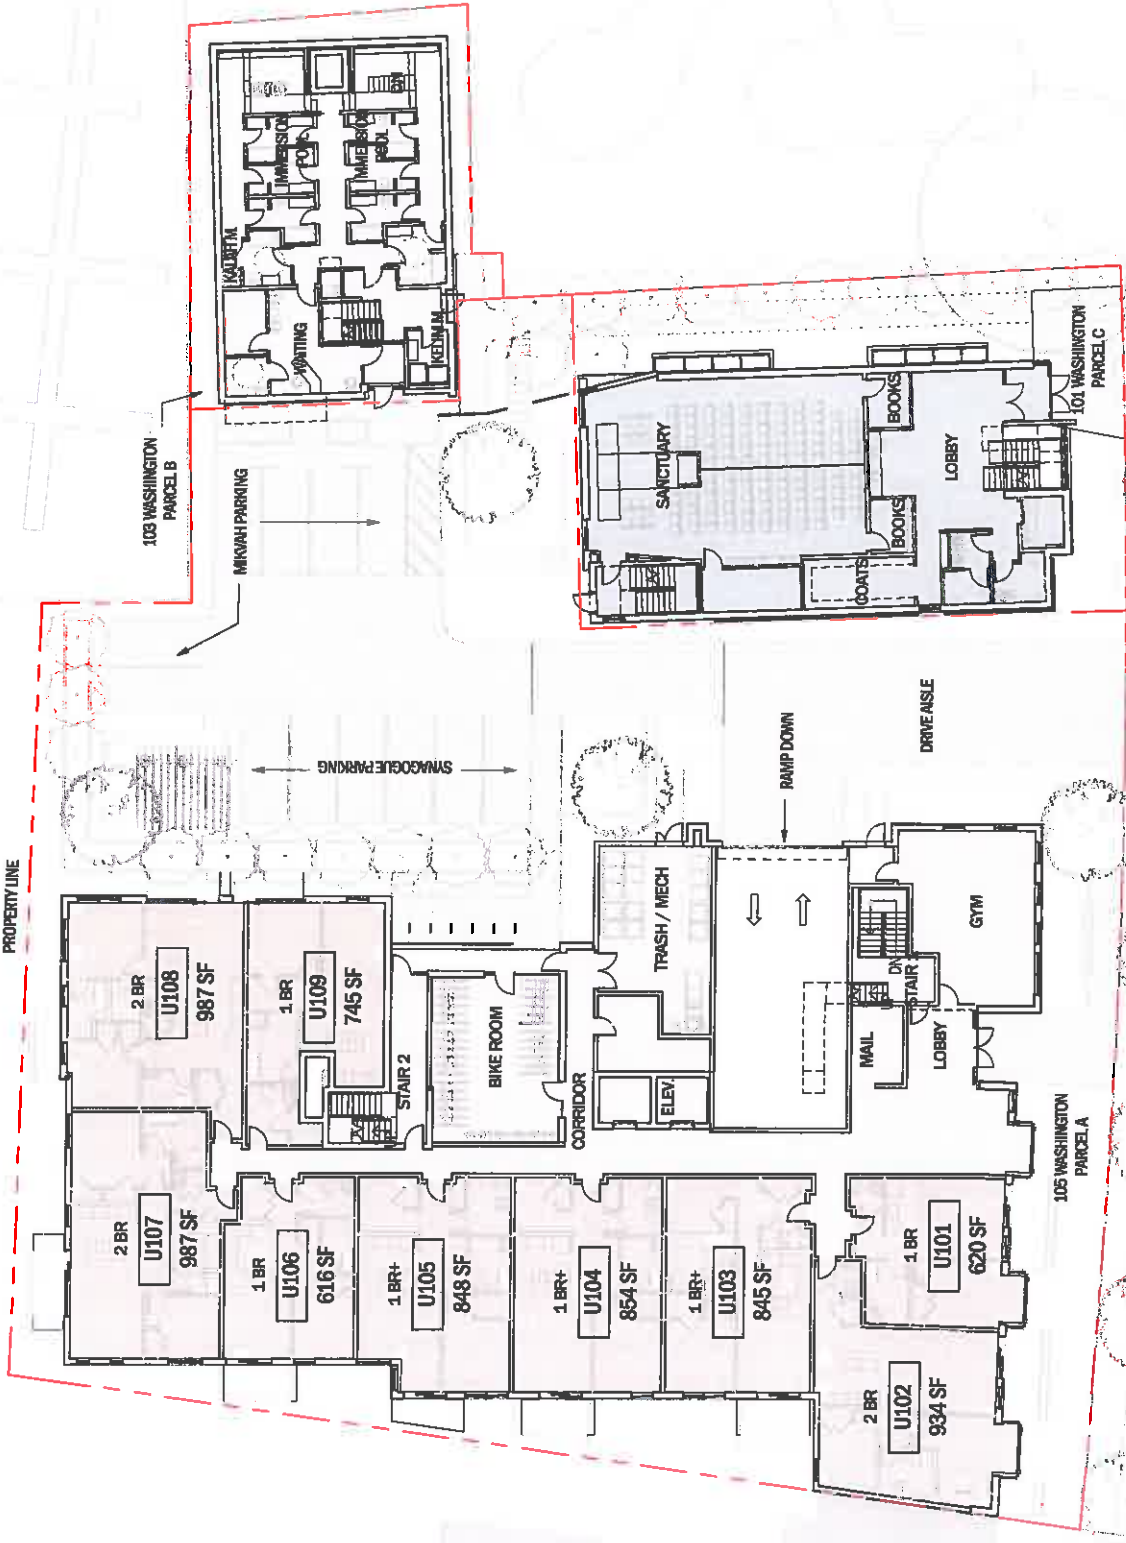 PROPERTY LINE
2 BR
U107
987 SF
2 BR
U108
987 SF
1 BR
U106
616 SF
1 BR
U109
745 SF
STAIR 2
1 BR+
U105
848 SF
BIKE ROOM
1 BR+
U104
854 SF
CORRIDOR
ELEV.
TRASH / MECH
1 BR+
U103
845 SF
2 BR
U102
934 SF
1 BR
U101
620 SF
MAIL
LOBBY
DN
STAIR
GYM
105 WASHINGTON
PARCEL A
RAMP DOWN
DRIVE AISLE
SYNAGOGUE PARKING
MIKVAH PARKING
103 WASHINGTON
PARCEL B
KALAH M.
WAITING
KELIM M.
IMMERSION
POOL
IMMERSION
POOL
DN
SANCTUARY
BOOKS
BOOKS
COATS
LOBBY
101 WASHINGTON
PARCEL C